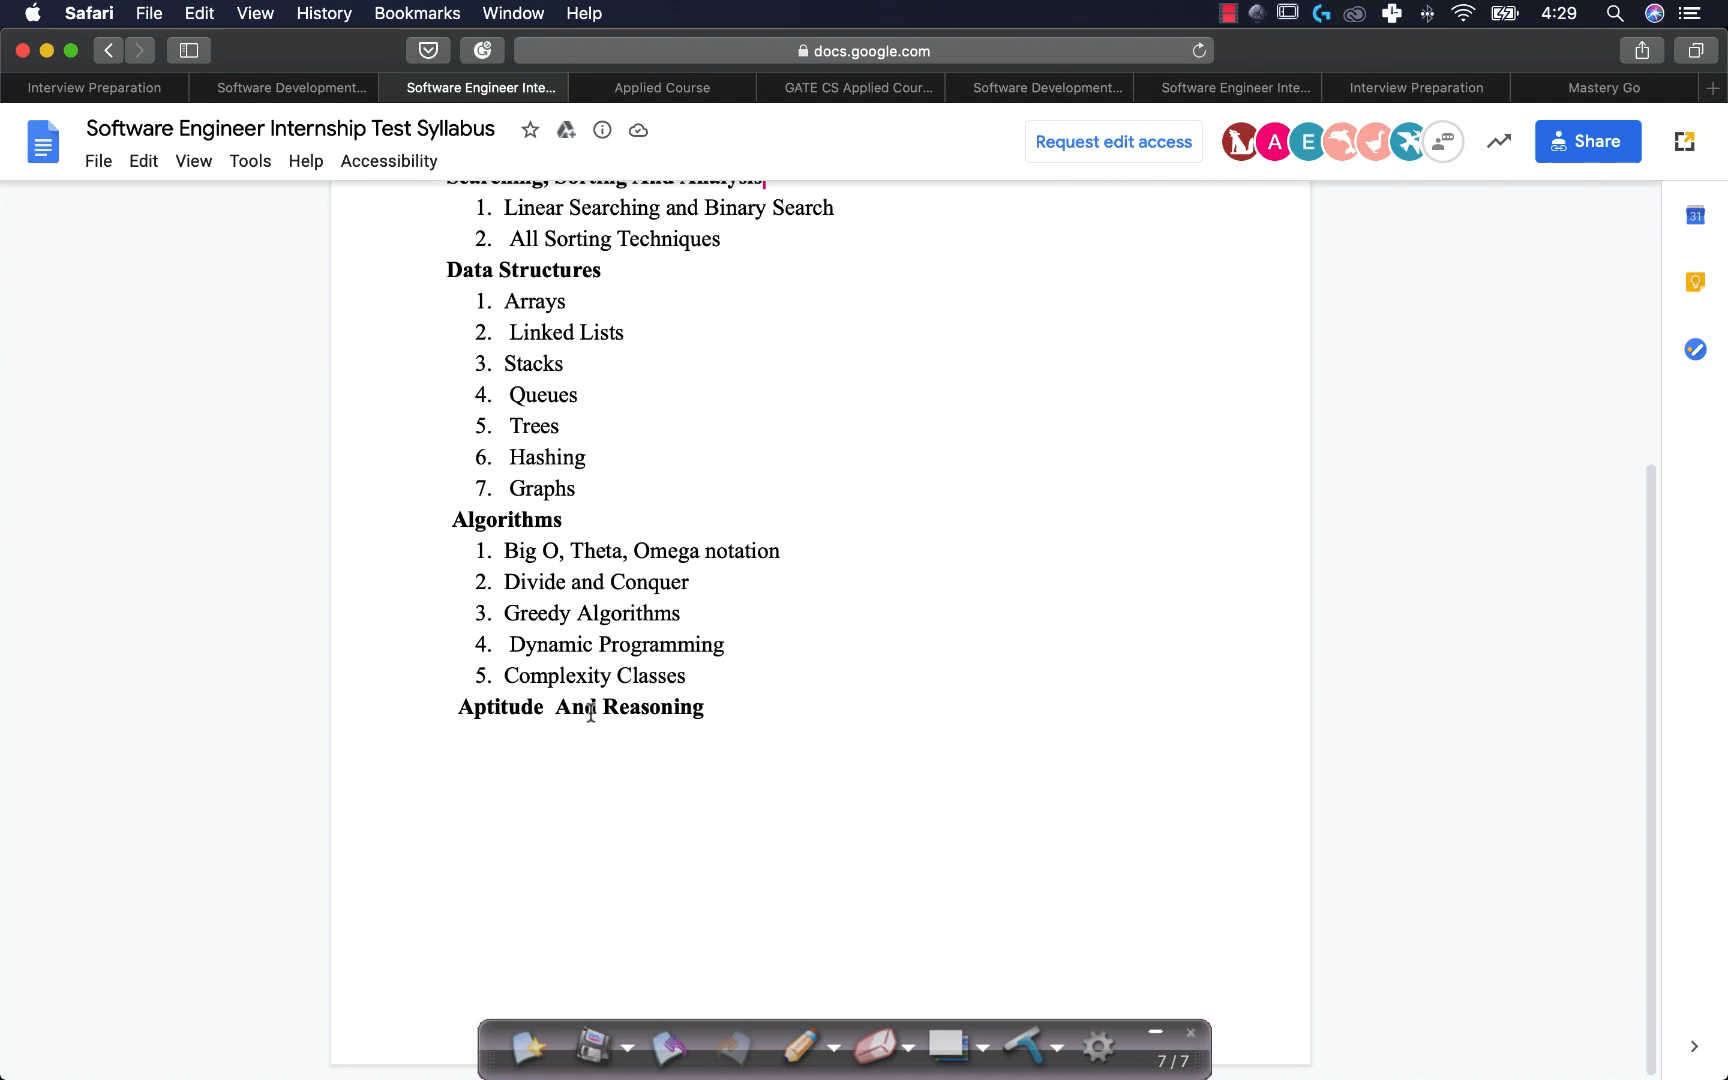 Safari File Edit View History Bookmarks Window Help 4:29
docs.google.com
Interview Preparation Software Development... Software Engineer Inte... Applied Course GATE CS Applied Cour... Software Development... Software Engineer Inte... Interview Preparation Mastery Go
Software Engineer Internship Test Syllabus
File Edit View Tools Help Accessibility
Request edit access A E Share
31
Searching, Sorting And Analysis
1. Linear Searching and Binary Search
2. All Sorting Techniques
Data Structures
1. Arrays
2. Linked Lists
3. Stacks
4. Queues
5. Trees
6. Hashing
7. Graphs
Algorithms
1. Big O, Theta, Omega notation
2. Divide and Conquer
3. Greedy Algorithms
4. Dynamic Programming
5. Complexity Classes
Aptitude And Reasoning
7/7